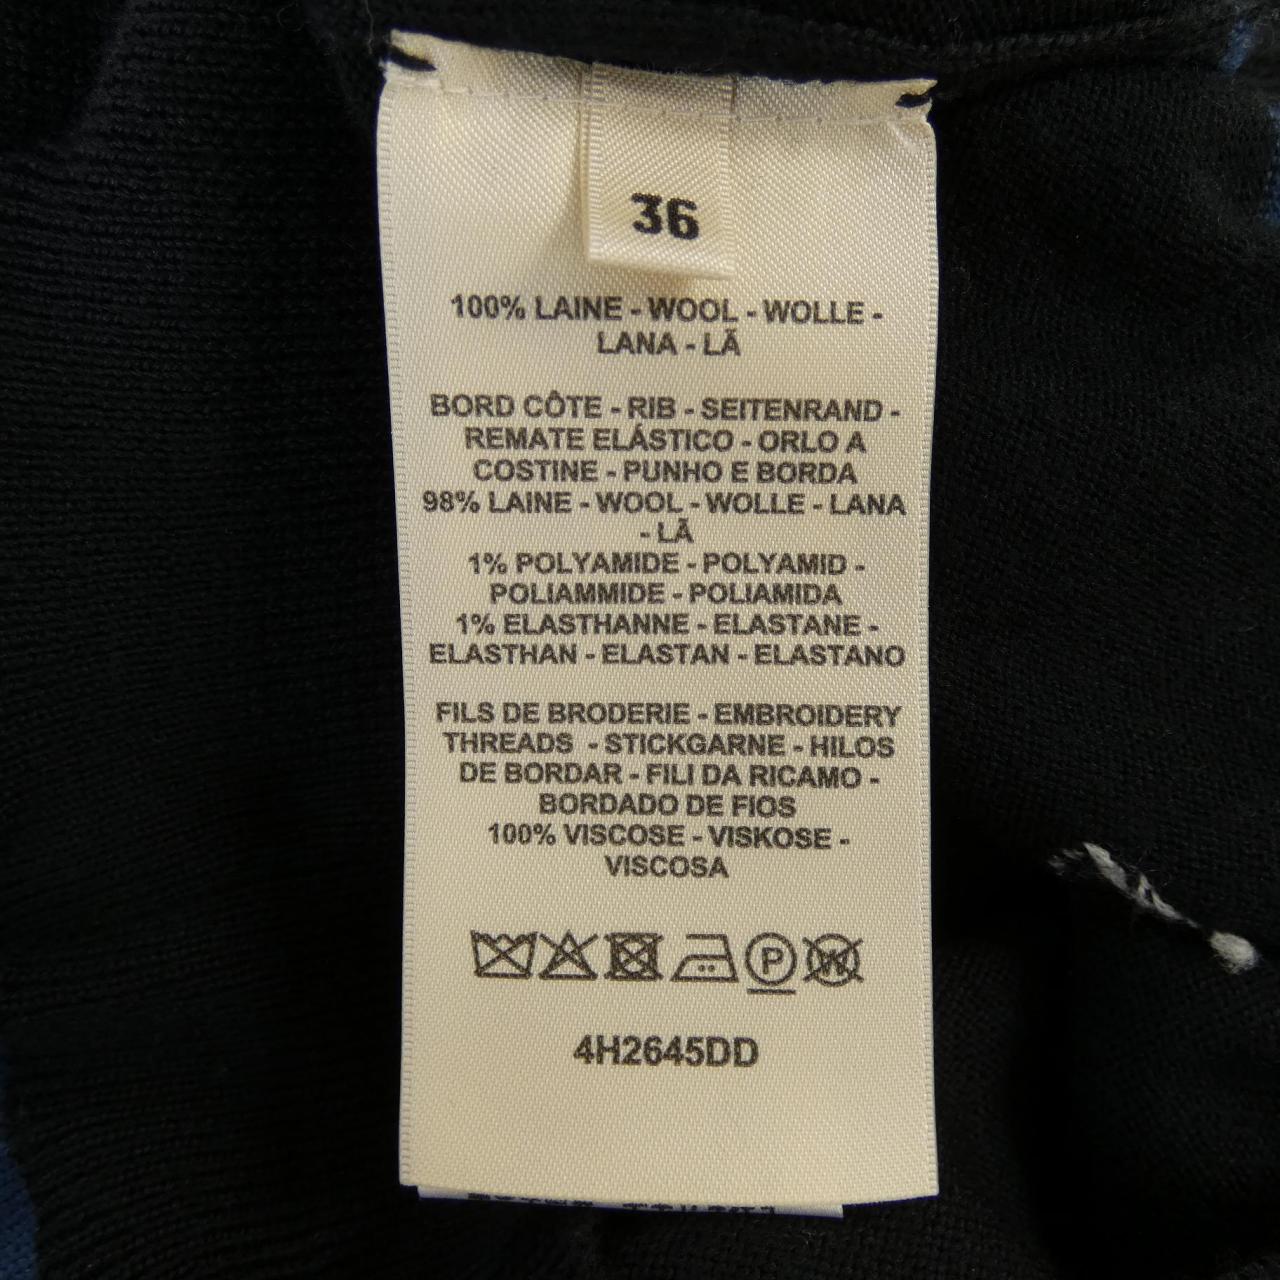 36
100% LAINE - WOOL - WOLLE -
LANA - LÃ
BORD CÔTE - RIB - SEITENRAND -
REMATE ELÁSTICO - ORLO A
COSTINE - PUNHO E BORDA
98% LAINE - WOOL - WOLLE - LANA
- LÃ
1% POLYAMIDE - POLYAMID -
POLIAMMIDE - POLIAMIDA
1% ELASTHANNE - ELASTANE -
ELASTHAN - ELASTAN - ELASTANO
FILS DE BRODERIE - EMBROIDERY
THREADS - STICKGARNE - HILOS
DE BORDAR - FILI DA RICAMO -
BORDADO DE FIOS
100% VISCOSE - VISKOSE -
VISCOSA
P W
4H2645DD